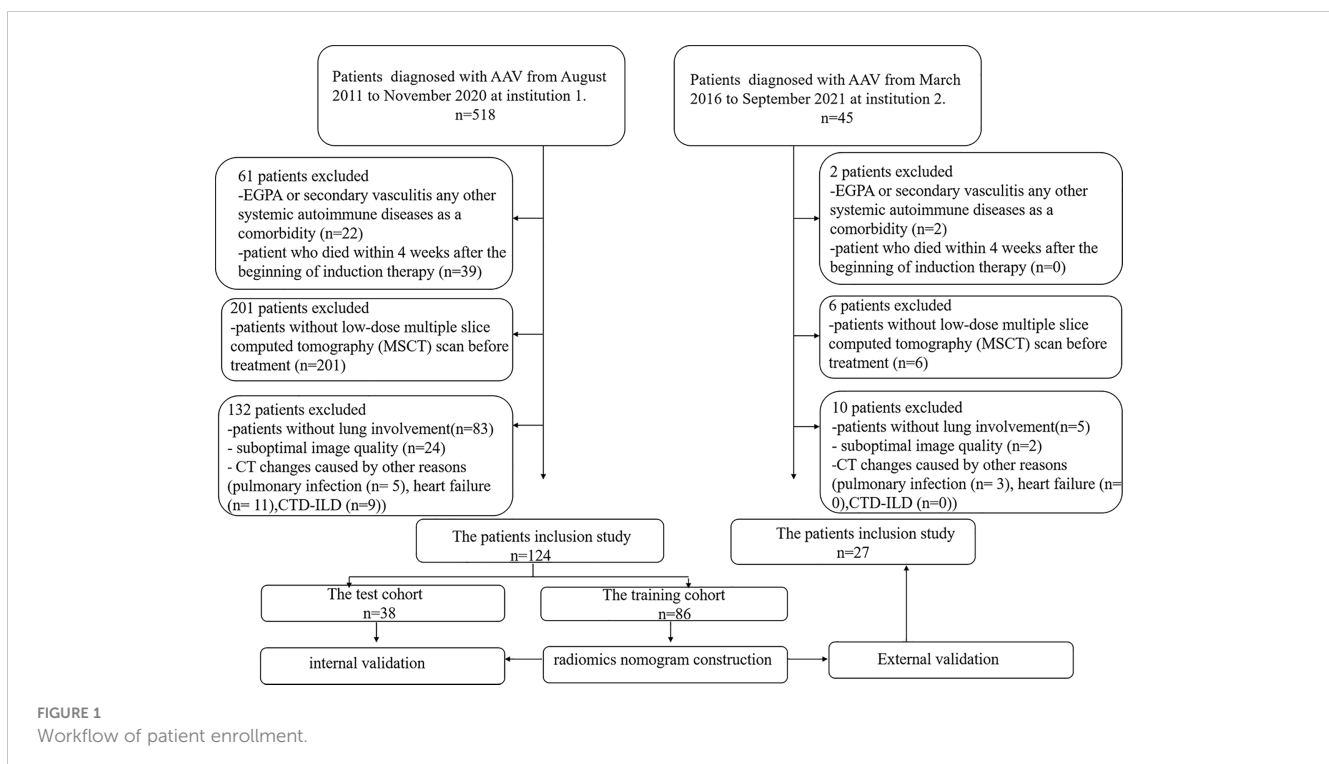 Patients diagnosed with AAV from August
2011 to November 2020 at institution 1.
n=518
Patients diagnosed with AAV from March
2016 to September 2021 at institution 2.
n=45
61 patients excluded
-EGPA or secondary vasculitis any other
systemic autoimmune diseases as a
comorbidity (n=22)
-patient who died within 4 weeks after the
beginning of induction therapy (n=39)
2 patients excluded
-EGPA or secondary vasculitis any other
systemic autoimmune diseases as a
comorbidity (n=2)
-patient who died within 4 weeks after the
beginning of induction therapy (n=0)
201 patients excluded
-patients without low-dose multiple slice
computed tomography (MSCT) scan before
treatment (n=201)
6 patients excluded
-patients without low-dose multiple slice
computed tomography (MSCT) scan before
treatment (n=6)
132 patients excluded
-patients without lung involvement(n=83)
- suboptimal image quality (n=24)
- CT changes caused by other reasons
(pulmonary infection (n= 5), heart failure
(n= 11),CTD-ILD (n=9))
10 patients excluded
-patients without lung involvement(n=5)
- suboptimal image quality (n=2)
-CT changes caused by other reasons
(pulmonary infection (n= 3), heart failure (n=
0),CTD-ILD (n=0))
The patients inclusion study
n=124
The patients inclusion study
n=27
The test cohort
n=38
The training cohort
n=86
internal validation
radiomics nomogram construction
External validation
FIGURE 1
Workflow of patient enrollment.